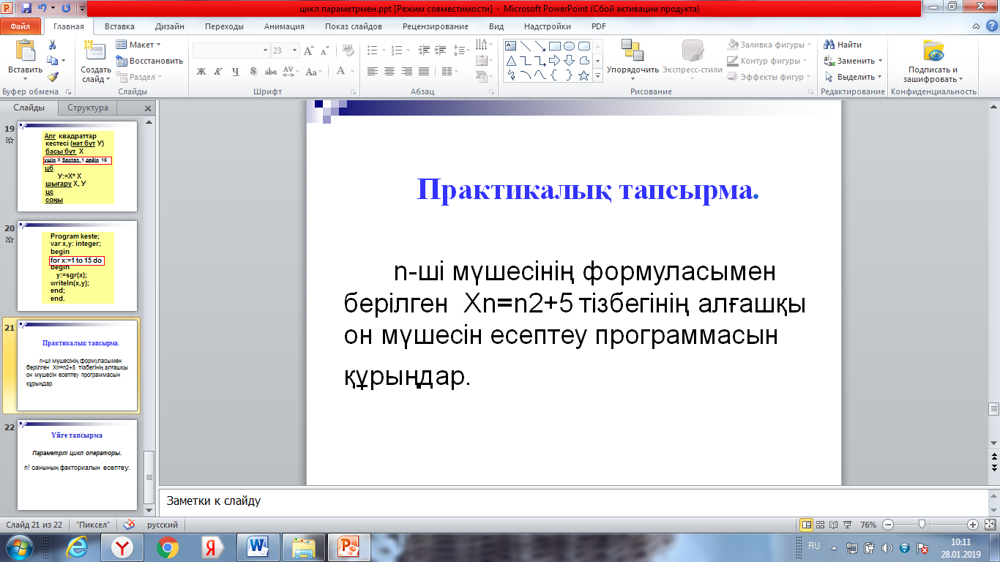 цикл параметрмен.ppt [Режим совместимости] - Microsoft PowerPoint (Сбой активации продукта)
Файл Главная Вставка Дизайн Переходы Анимация Показ слайдов Рецензирование Вид Надстройки PDF
Вставить
Создать слайд
Макет
Восстановить
Раздел
23
Ж К Ч S abc AV Aa A
Упорядочить
Экспресс-стили
Заливка фигуры
Контур фигуры
Эффекты фигур
Найти
Заменить
Выделить
Подписать и зашифровать
Буфер обмена Слайды Шрифт Абзац Рисование Редактирование Конфиденциальность
Слайды Структура
19
Алг квадраттар
кестесі (нәт бүт У)
басы бүт Х
үшін Х бастап 1 дейін 15
цб
У:=Х* Х
шығару Х, У
цс
соңы
20
Program keste;
var x,y: integer;
begin
for x:=1 to 15 do
begin
y:=sgr(x);
writeln(x,y);
end;
end.
21
Практикалық тапсырма.
n-ші мүшесінің формуласымен
берілген Xn=n2+5 тізбегінің алғашқы
он мүшесін есептеу программасын
құрыңдар.
22
Үйге тапсырма
Параметрлі цикл операторы.
n! санының факториалын есептеу.
Практикалық тапсырма.
n-ші мүшесінің формуласымен
берілген Xn=n2+5 тізбегінің алғашқы
он мүшесін есептеу программасын
құрыңдар.
Заметки к слайду
Слайд 21 из 22 "Пиксел" русский 76%
RU
10:11
28.01.2019